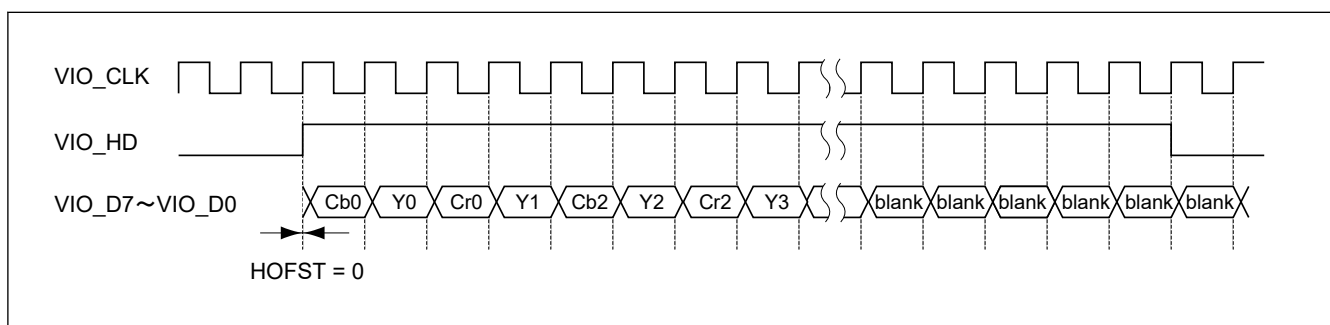 VIO_CLK
VIO_HD
VIO_D7～VIO_D0 Cb0 Y0 Cr0 Y1 Cb2 Y2 Cr2 Y3 blank blank blank blank blank blank
HOFST = 0